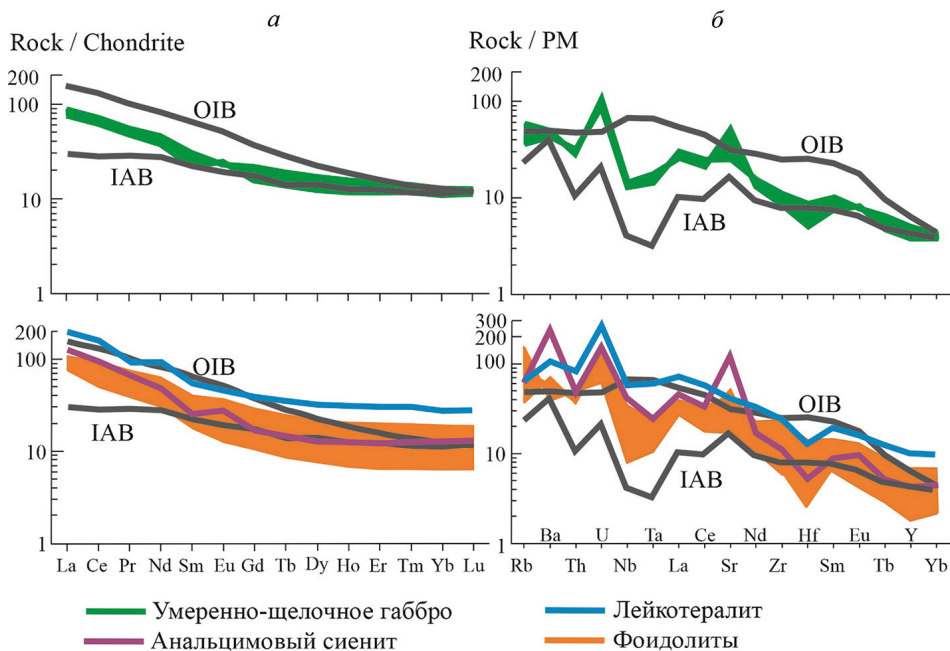 а
б
Rock / Chondrite
Rock / PM
200
100
10
1
OIB
IAB
200
100
10
1
OIB
IAB
200
100
10
1
OIB
IAB
300
100
10
1
OIB
IAB
Ba U Ta Ce Nd Hf Eu Y
La Ce Pr Nd Sm Eu Gd Tb Dy Ho Er Tm Yb Lu
Rb Th Nb La Sr Zr Sm Tb Yb
Умеренно-щелочное габбро
Лейкотералит
Анальцимовый сиенит
Фоидолиты